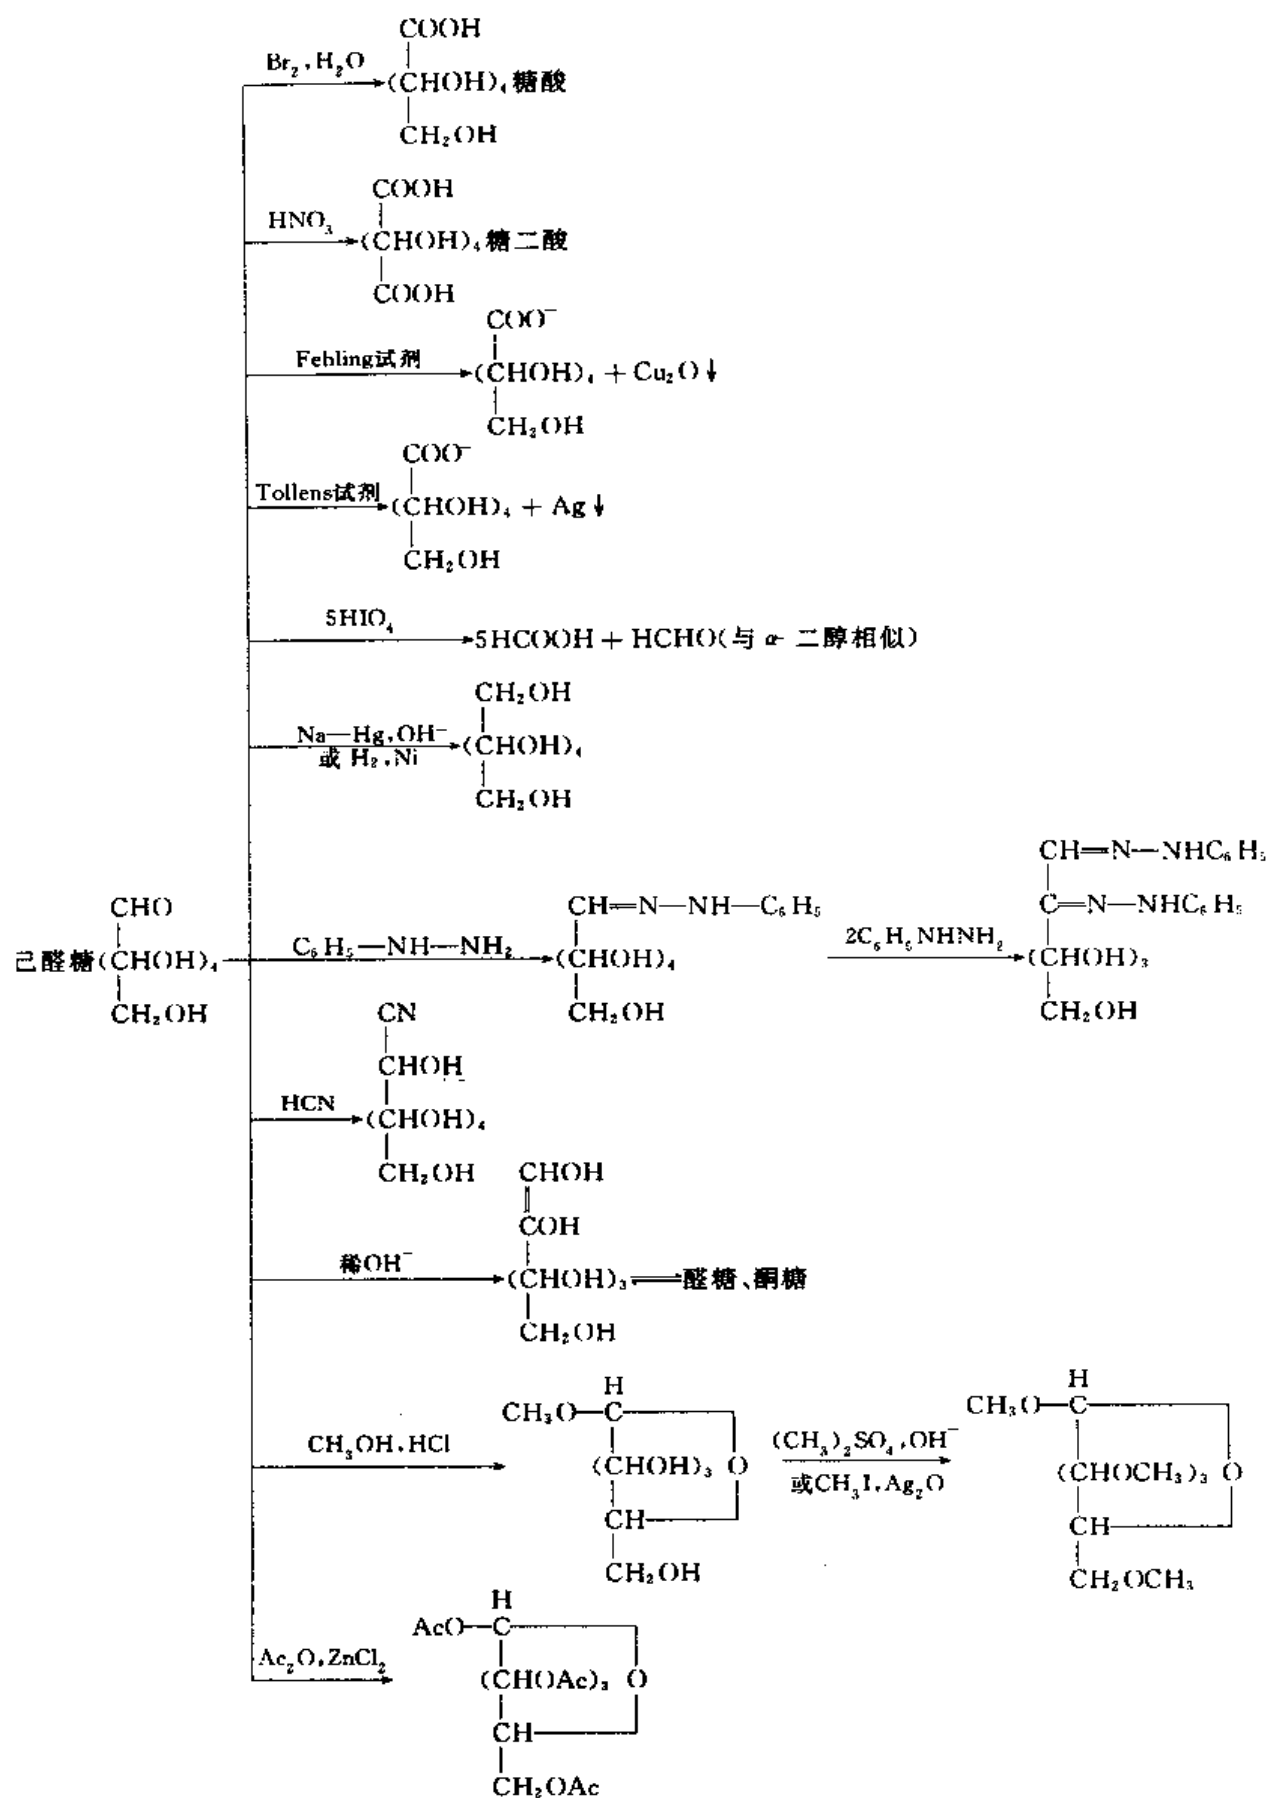 COOH
Br₂,H₂O
(CHOH)₄糖酸
CH₂OH
COOH
HNO₃
(CHOH)₄糖二酸
COOH
COO⁻
Fehling试剂
(CHOH)₄ + Cu₂O↓
CH₂OH
COO⁻
Tollens试剂
(CHOH)₄ + Ag↓
CH₂OH
5HIO₄
5HCOOH + HCHO(与 α- 二醇相似)
CH₂OH
Na—Hg,OH⁻
或 H₂,Ni
(CHOH)₄
CH₂OH
CH=N—NHC₆H₅
CHO
CH=N—NH—C₆H₅
C=N—NHC₆H₅
己醛糖(CHOH)₄
C₆H₅—NH—NH₂
(CHOH)₄
2C₆H₅NHNH₂
(CHOH)₃
CH₂OH
CH₂OH
CH₂OH
CN
CHOH
HCN
(CHOH)₄
CH₂OH
CHOH
COH
稀OH⁻
(CHOH)₃⇌醛糖、酮糖
CH₂OH
H
CH₃O—C
CH₃OH,HCl
(CHOH)₃ O
CH
CH₂OH
(CH₃)₂SO₄,OH⁻
或CH₃I,Ag₂O
H
CH₃O—C
(CHOCH₃)₃ O
CH
CH₂OCH₃
H
AcO—C
Ac₂O,ZnCl₂
(CHOAc)₃ O
CH
CH₂OAc